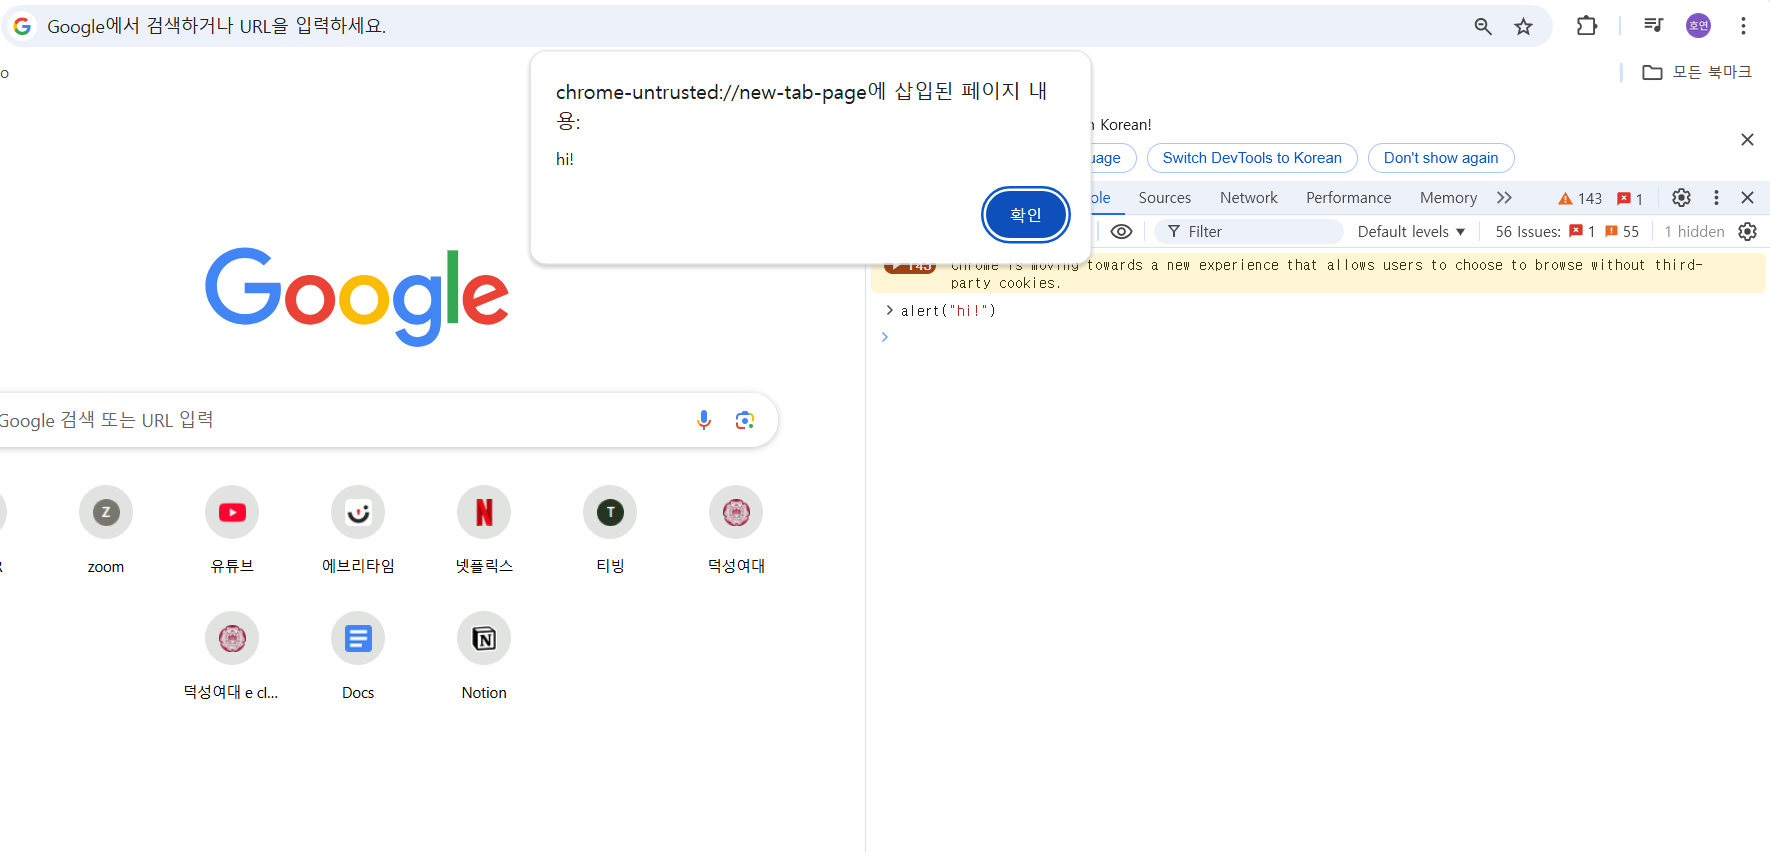 Google에서 검색하거나 URL을 입력하세요.
호연
모든 북마크
chrome-untrusted://new-tab-page에 삽입된 페이지 내
용:
hi!
확인
Korean!
Switch DevTools to Korean
Don't show again
Sources
Network
Performance
Memory
143
1
Filter
Default levels
56 Issues:
1
55
1 hidden
143
Chrome is moving towards a new experience that allows users to choose to browse without third-
party cookies.
alert("hi!")
Google
Google 검색 또는 URL 입력
Z
N
T
zoom
유튜브
에브리타임
넷플릭스
티빙
덕성여대
N
덕성여대 e cl...
Docs
Notion